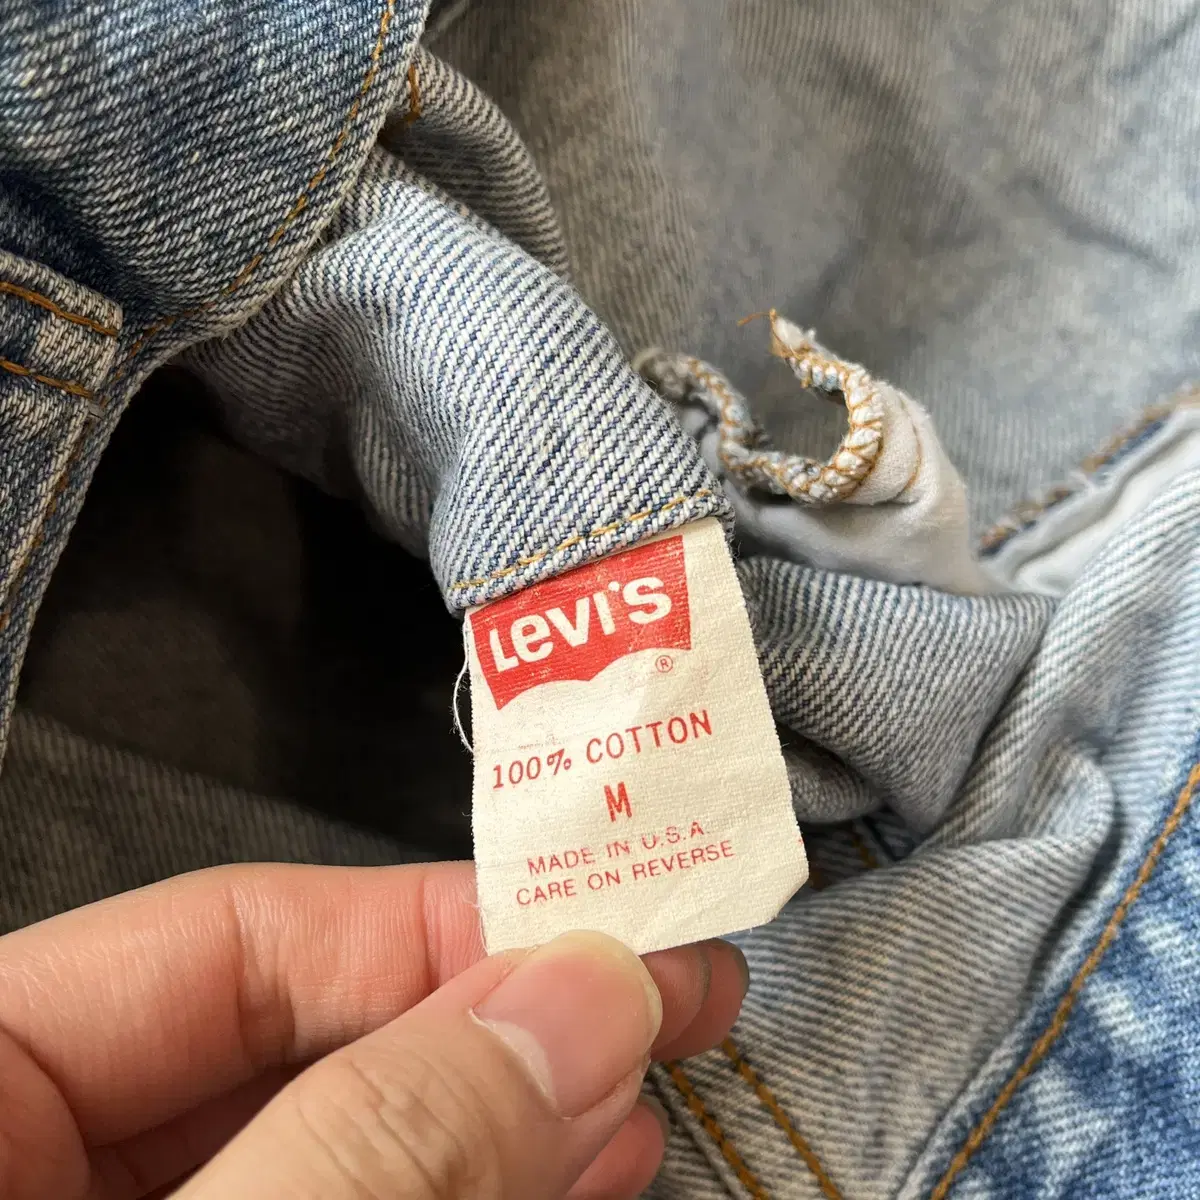 Levi's
®
100% COTTON
M
MADE IN U.S.A.
CARE ON REVERSE